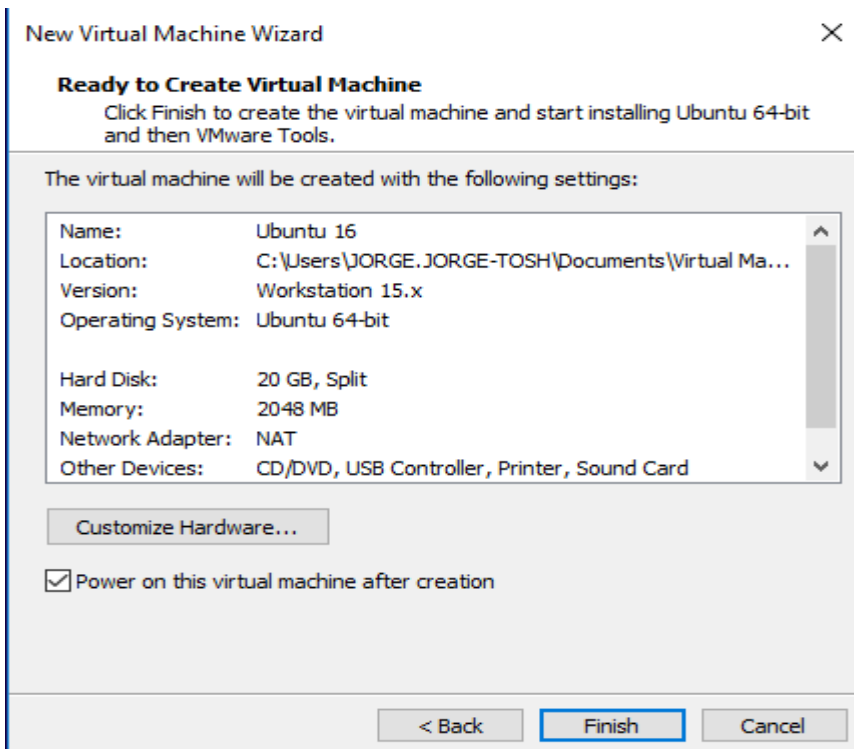 New Virtual Machine Wizard
Ready to Create Virtual Machine
Click Finish to create the virtual machine and start installing Ubuntu 64-bit
and then VMware Tools.
The virtual machine will be created with the following settings:
Name: Ubuntu 16
Location: C:\Users\JORGE.JORGE-TOSH\Documents\Virtual Ma...
Version: Workstation 15.x
Operating System: Ubuntu 64-bit
Hard Disk: 20 GB, Split
Memory: 2048 MB
Network Adapter: NAT
Other Devices: CD/DVD, USB Controller, Printer, Sound Card
Customize Hardware...
Power on this virtual machine after creation
< Back Finish Cancel